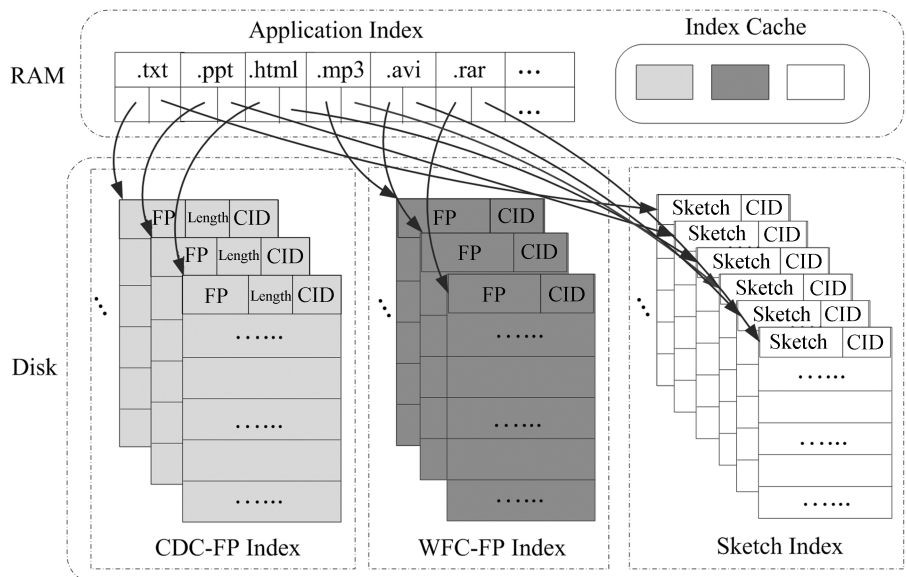 Application Index
Index Cache
RAM
.txt .ppt .html .mp3 .avi .rar ...
...
Disk
FP Length CID
FP Length CID
FP Length CID
......
......
......
...
CDC-FP Index
FP CID
FP CID
FP CID
......
......
......
...
WFC-FP Index
Sketch CID
Sketch CID
Sketch CID
Sketch CID
Sketch CID
Sketch CID
......
......
......
...
Sketch Index